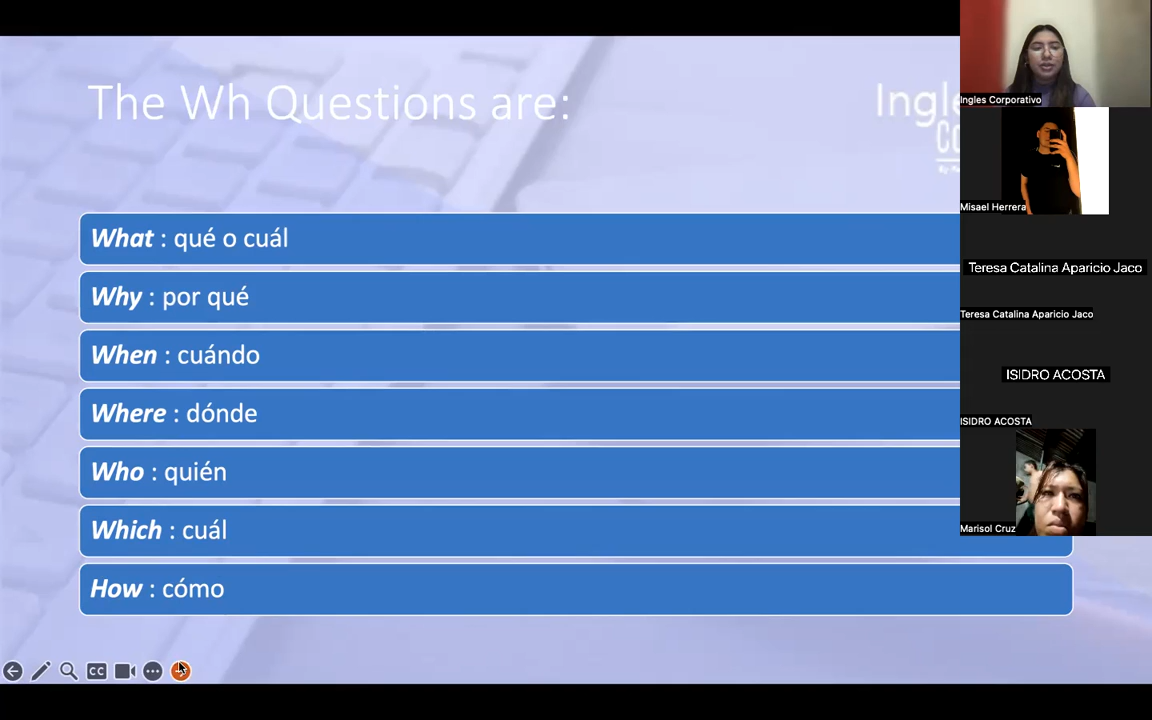 The Wh Questions are:
Ingl
What : qué o cuál
Why : por qué
When : cuándo
Where : dónde
Who : quién
Which : cuál
How : cómo
CC
Ingles Corporativo
Misael Herrera
Teresa Catalina Aparicio Jaco
Teresa Catalina Aparicio Jaco
ISIDRO ACOSTA
ISIDRO ACOSTA
Marisol Cruz